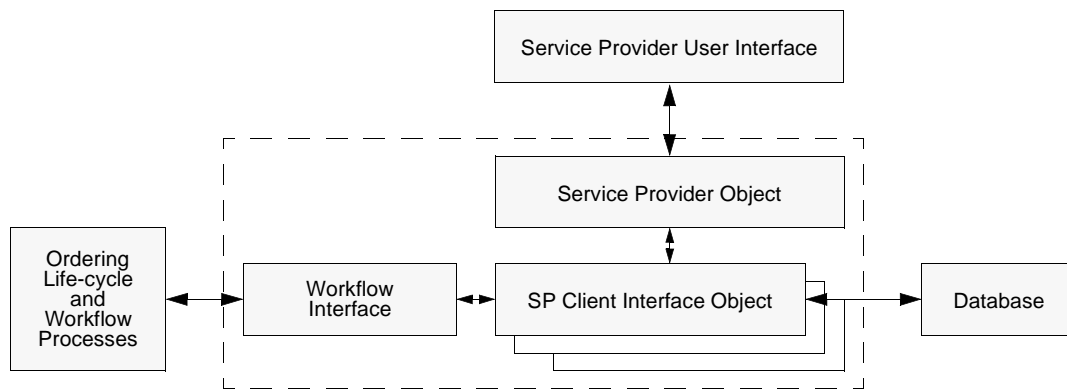 Service Provider User Interface
Service Provider Object
Ordering
Life-cycle
and
Workflow
Processes
Workflow
Interface
SP Client Interface Object
Database